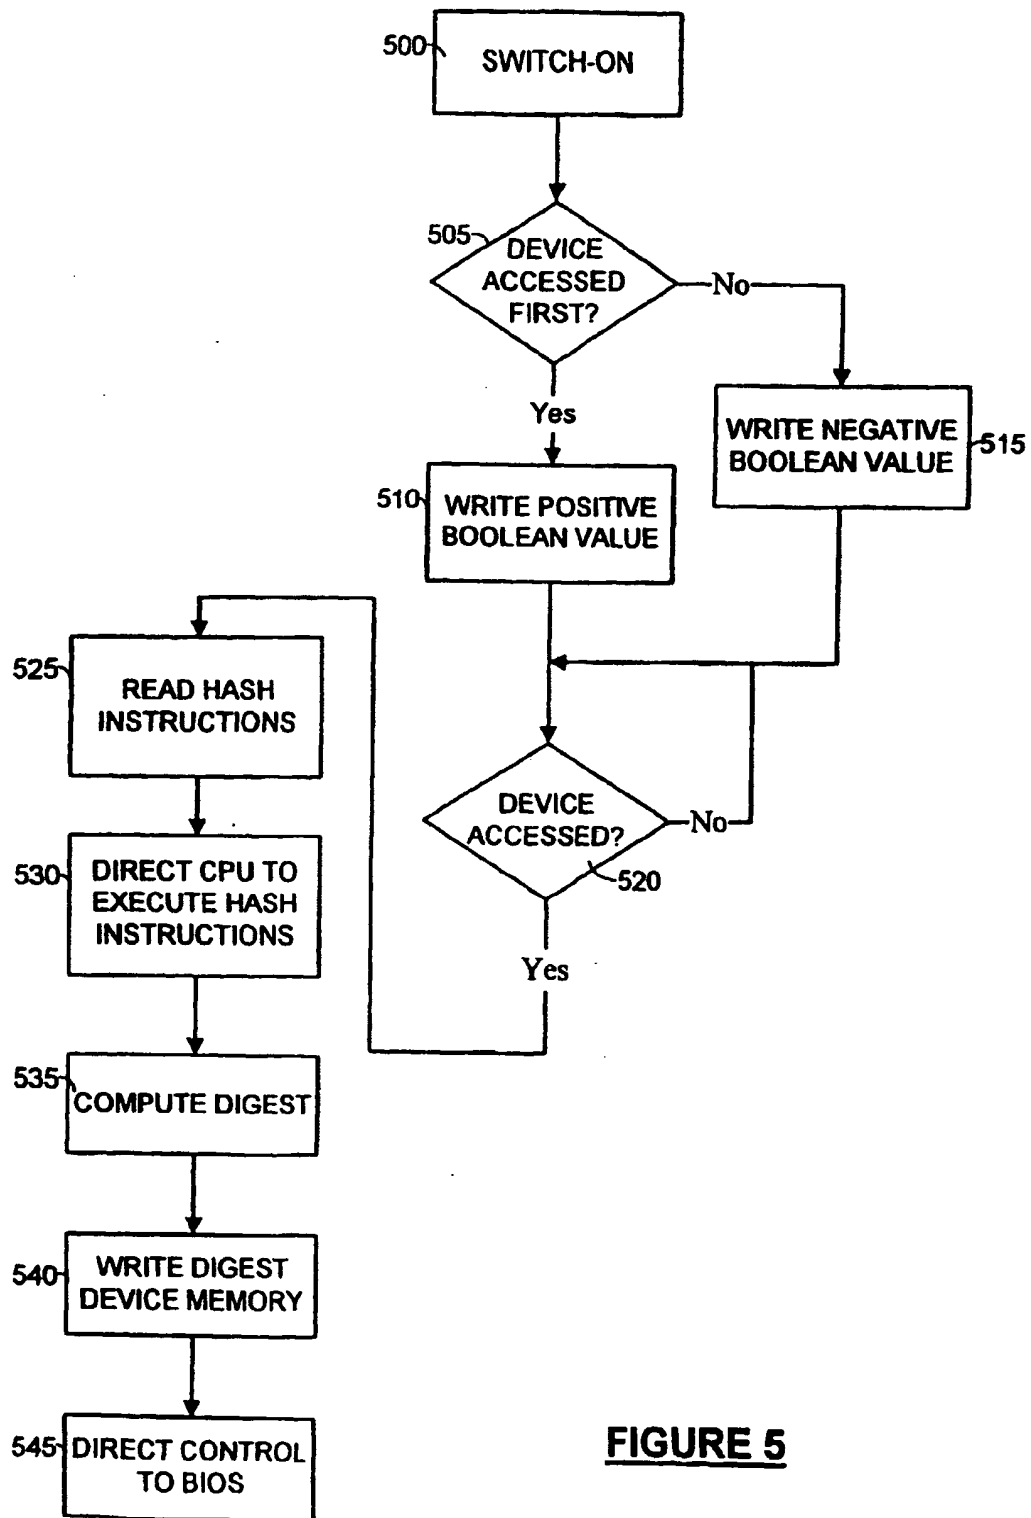 500
SWITCH-ON
505
DEVICE
ACCESSED
FIRST?
No
Yes
WRITE NEGATIVE
BOOLEAN VALUE
515
510
WRITE POSITIVE
BOOLEAN VALUE
525
READ HASH
INSTRUCTIONS
DEVICE
ACCESSED?
No
520
530
DIRECT CPU TO
EXECUTE HASH
INSTRUCTIONS
Yes
535
COMPUTE DIGEST
540
WRITE DIGEST
DEVICE MEMORY
545
DIRECT CONTROL
TO BIOS
FIGURE 5